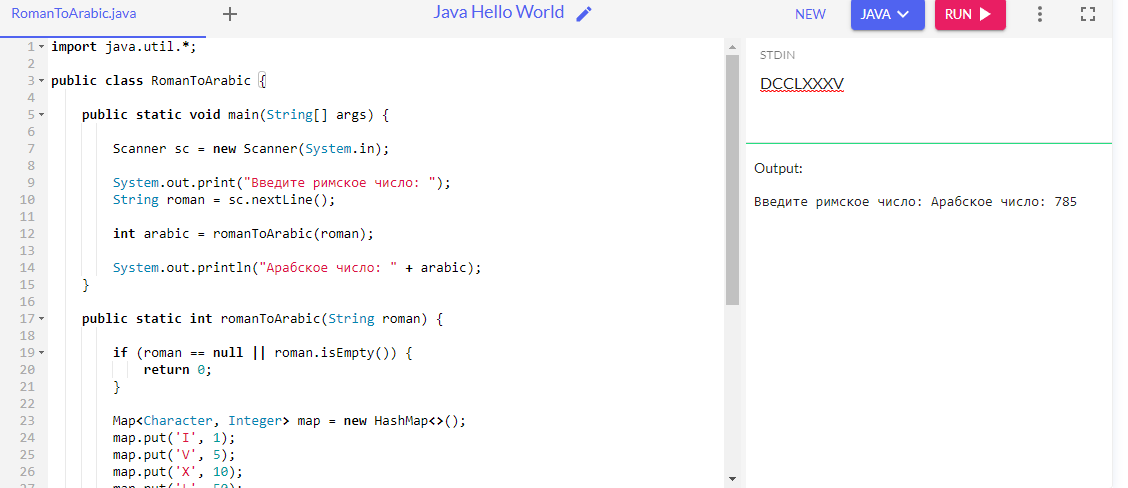 RomanToArabic.java + Java Hello World NEW JAVA RUN
1 import java.util.*;
2
3 public class RomanToArabic {
4
5 public static void main(String[] args) {
6
7 Scanner sc = new Scanner(System.in);
8
9 System.out.print("Введите римское число: ");
10 String roman = sc.nextLine();
11
12 int arabic = romanToArabic(roman);
13
14 System.out.println("Арабское число: " + arabic);
15 }
16
17 public static int romanToArabic(String roman) {
18
19 if (roman == null || roman.isEmpty()) {
20 return 0;
21 }
22
23 Map<Character, Integer> map = new HashMap<>();
24 map.put('I', 1);
25 map.put('V', 5);
26 map.put('X', 10);
27 map.put('L', 50);
STDIN
DCCLXXXV
Output:
Введите римское число: Арабское число: 785